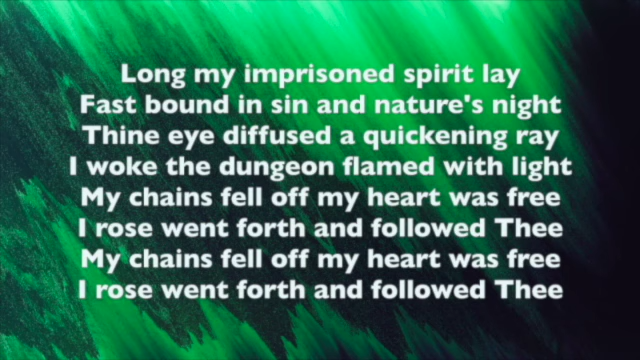 Long my imprisoned spirit lay
Fast bound in sin and nature's night
Thine eye diffused a quickening ray
I woke the dungeon flamed with light
My chains fell off my heart was free
I rose went forth and followed Thee
My chains fell off my heart was free
I rose went forth and followed Thee